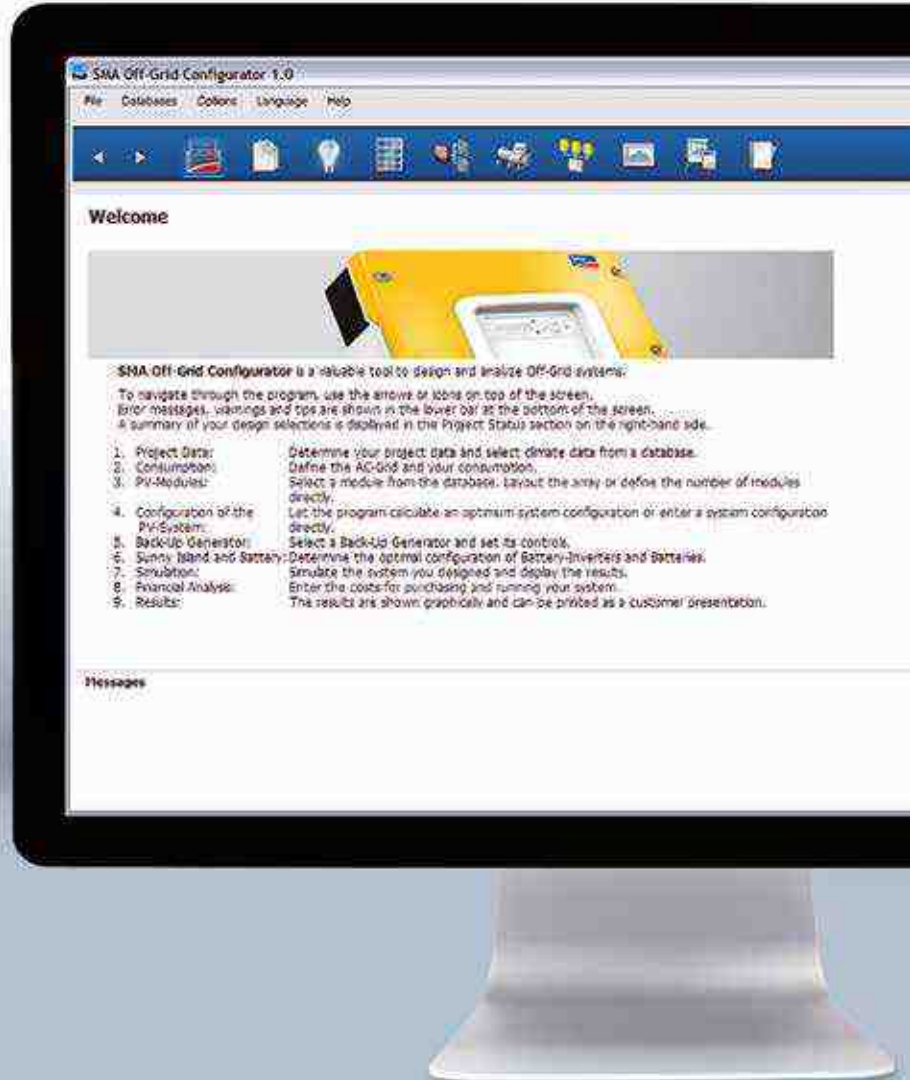 SMA Off-Grid Configurator 1.0
File Databases Options Language Help
Welcome
SMA Off-Grid Configurator is a valuable tool to design and analize Off-Grid systems.
To navigate through the program, use the arrows or icons on top of the screen.
Error messages, warnings and tips are shown in the lower bar at the bottom of the screen.
A summary of your design selections is displayed in the Project Status section on the right-hand side.
1. Project Data: Determine your project data and select climate data from a database.
2. Consumption: Define the AC-Grid and your consumption.
3. PV-Modules: Select a module from the database. Layout the array or define the number of modules
directly.
4. Configuration of the Let the program calculate an optimum system configuration or enter a system configuration
PV-System: directly.
5. Back-Up Generator: Select a Back-Up Generator and set its controls.
6. Sunny Island and Battery: Determine the optimal configuration of Battery-Inverters and Batteries.
7. Simulation: Simulate the system you designed and display the results.
8. Financial Analysis: Enter the costs for purchasing and running your system.
9. Results: The results are shown graphically and can be printed as a customer presentation.
Messages